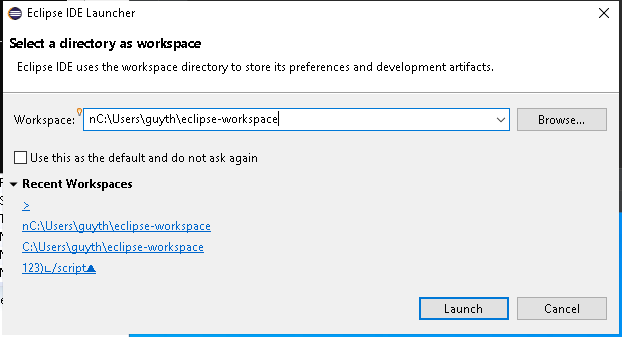 Eclipse IDE Launcher
Select a directory as workspace
Eclipse IDE uses the workspace directory to store its preferences and development artifacts.
Workspace: nC:\Users\guyth\eclipse-workspace Browse...
Use this as the default and do not ask again
Recent Workspaces
>
nC:\Users\guyth\eclipse-workspace
C:\Users\guyth\eclipse-workspace
123)∟/script▲
Launch Cancel